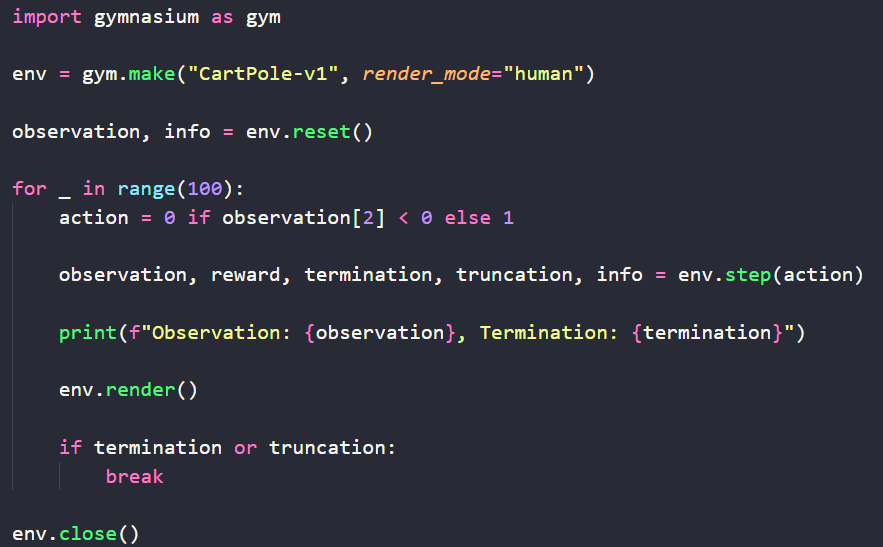 import gymnasium as gym
env = gym.make("CartPole-v1", render_mode="human")
observation, info = env.reset()
for _ in range(100):
    action = 0 if observation[2] < 0 else 1
    observation, reward, termination, truncation, info = env.step(action)
    print(f"Observation: {observation}, Termination: {termination}")
    env.render()
    if termination or truncation:
        break
env.close()